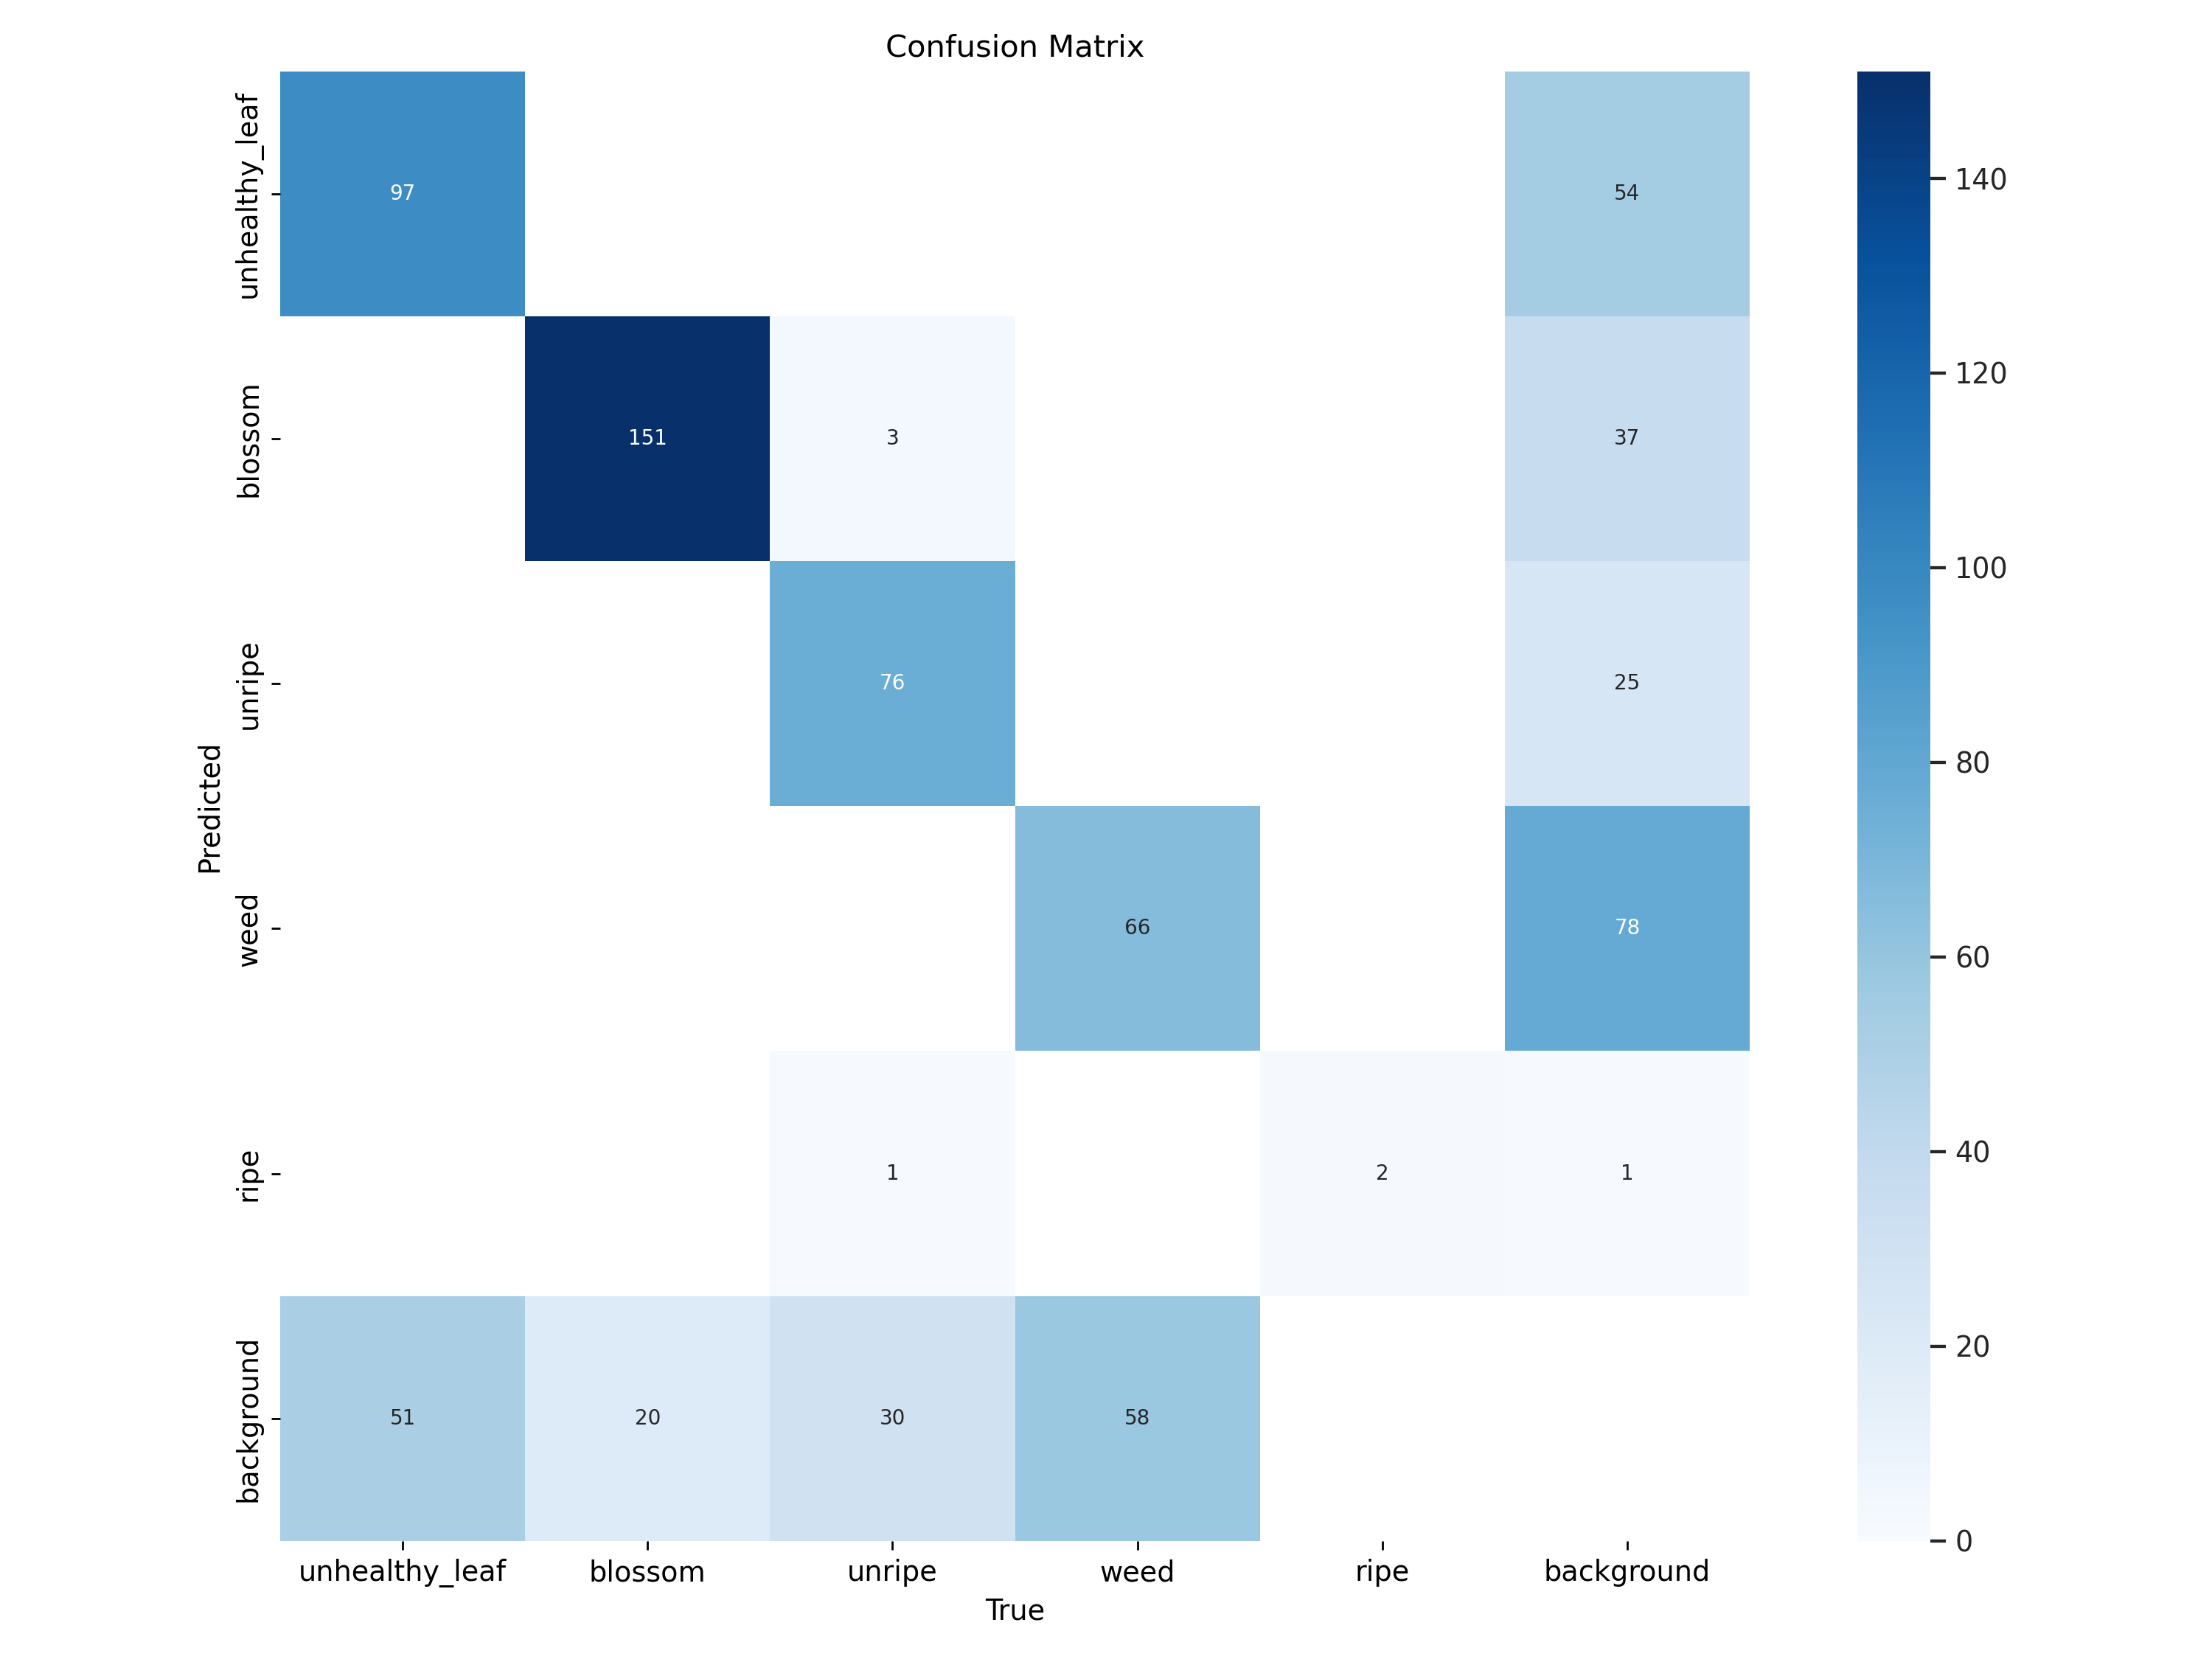 Confusion Matrix
unhealthy_leaf 97 54
blossom 151 3 37
unripe 76 25
weed 66 78
ripe 1 2 1
background 51 20 30 58
Predicted
unhealthy_leaf blossom unripe weed ripe background
True
140
120
100
80
60
40
20
0